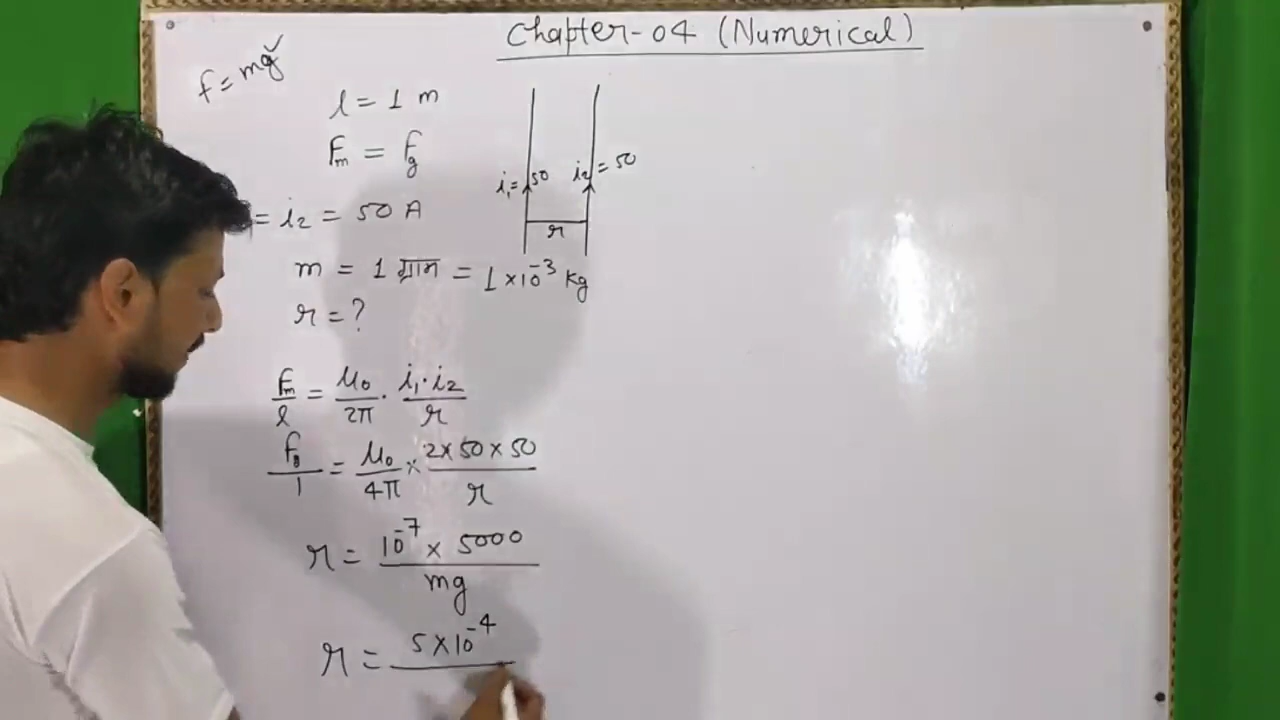 Chapter-04 (Numerical)
f = mg
l = 1 m
Fm = fg
i₁ = 50 i₂ = 50
= i₂ = 50 A
r
m = 1 ग्राम = 1×10⁻³ kg
r = ?
Fm/l = μ₀/2π · i₁·i₂/r
fg/1 = μ₀/4π × 2×50×50/r
r = 10⁻⁷ × 5000/mg
r = 5×10⁻⁴